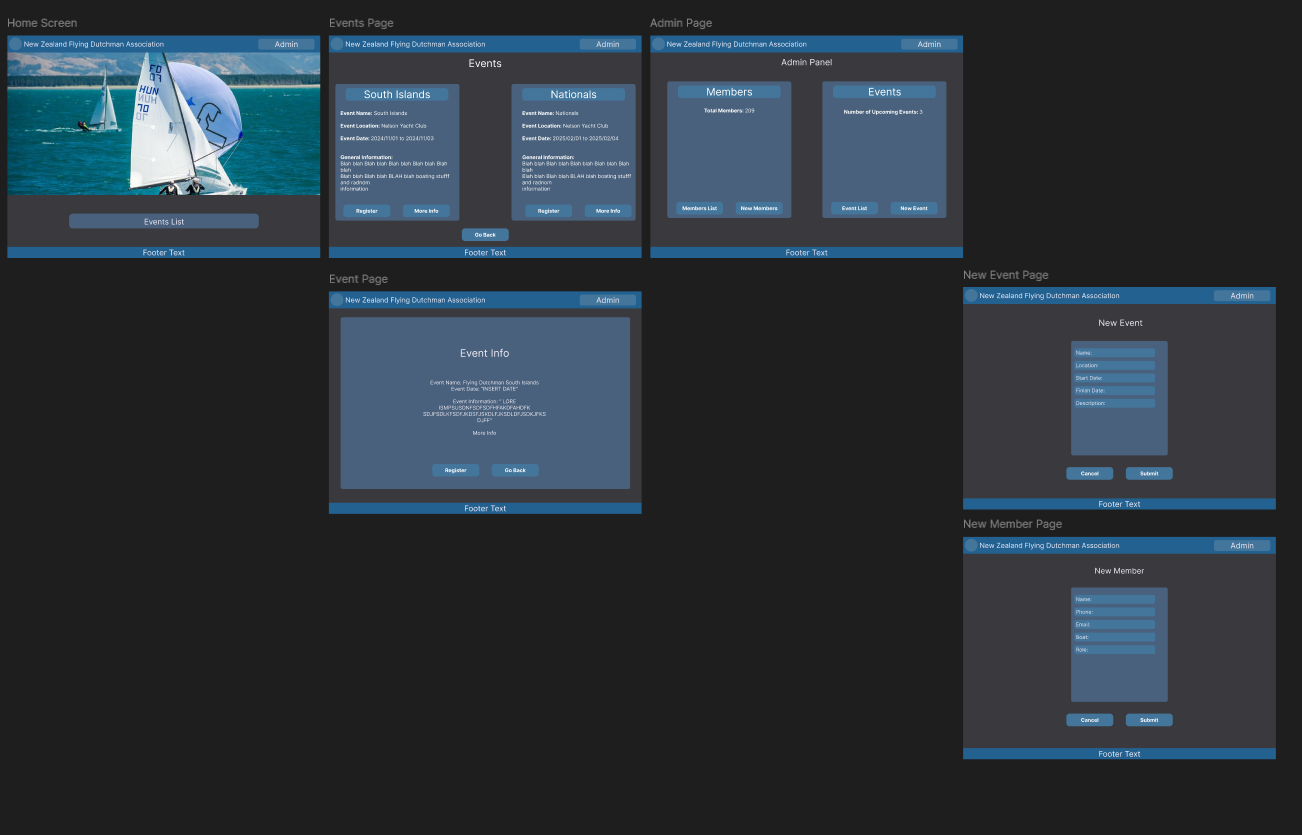 Home Screen
New Zealand Flying Dutchman Association
Admin
FD
07
HUN
70
Events List
Footer Text
Events Page
New Zealand Flying Dutchman Association
Admin
Events
South Islands
Event Name: South Islands
Event Location: Nelson Yacht Club
Event Date: 2024/11/01 to 2024/11/03
General Information:
Blah blah Blah blah Blah blah Blah blah Blah
blah
Blah blah Blah blah BLAH blah boating stufff
and radnom
information
Register
More Info
Nationals
Event Name: Nationals
Event Location: Nelson Yacht Club
Event Date: 2025/02/01 to 2025/02/04
General Information:
Blah blah Blah blah Blah blah Blah blah Blah
blah
Blah blah Blah blah BLAH blah boating stufff
and radnom
information
Register
More Info
Go Back
Footer Text
Admin Page
New Zealand Flying Dutchman Association
Admin
Admin Panel
Members
Total Members: 209
Members List
New Members
Events
Number of Upcoming Events: 3
Event List
New Event
Footer Text
Event Page
New Zealand Flying Dutchman Association
Admin
Event Info
Event Name: Flying Dutchman South Islands
Event Date: "INSERT DATE"
Event Information: " LORE
More Info
Register
Go Back
Footer Text
New Event Page
New Zealand Flying Dutchman Association
Admin
New Event
Name:
Location:
Start Date:
Finish Date:
Description:
Cancel
Submit
Footer Text
New Member Page
New Zealand Flying Dutchman Association
Admin
New Member
Name:
Phone:
Email:
Boat:
Role:
Cancel
Submit
Footer Text